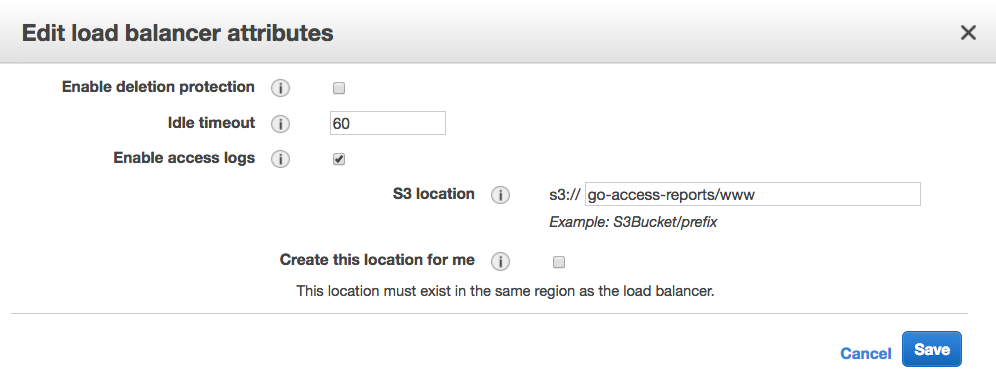 Edit load balancer attributes
Enable deletion protection i
Idle timeout i 60
Enable access logs i
S3 location i s3:// go-access-reports/www
Example: S3Bucket/prefix
Create this location for me i
This location must exist in the same region as the load balancer.
Cancel Save